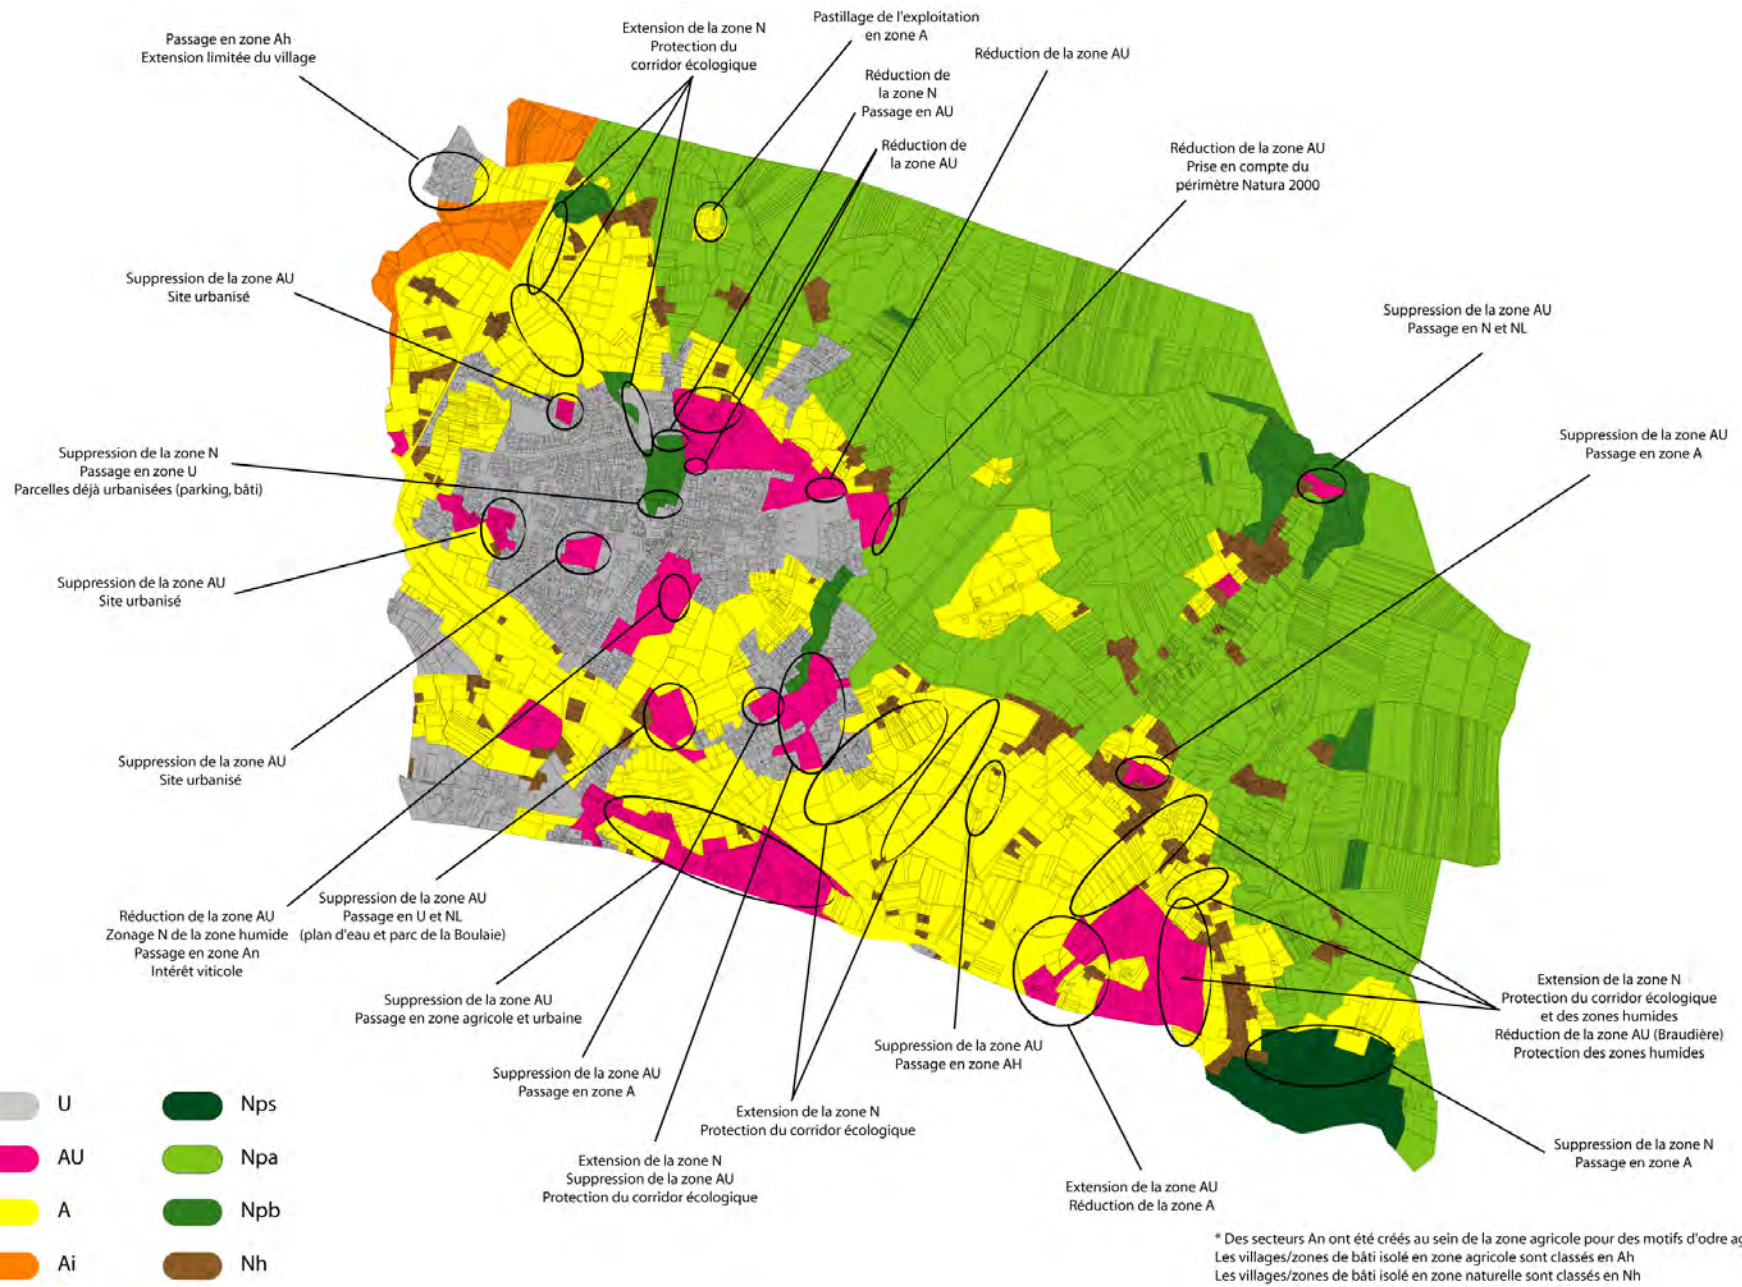 Passage en zone Ah
Extension limitée du village
Extension de la zone N
Protection du
corridor écologique
Pastillage de l'exploitation
en zone A
Réduction de la zone AU
Réduction de
la zone N
Passage en AU
Réduction de
la zone AU
Réduction de la zone AU
Prise en compte du
périmètre Natura 2000
Suppression de la zone AU
Site urbanisé
Suppression de la zone AU
Passage en N et NL
Suppression de la zone AU
Passage en zone A
Suppression de la zone N
Passage en zone U
Parcelles déjà urbanisées (parking, bâti)
Suppression de la zone AU
Site urbanisé
Suppression de la zone AU
Site urbanisé
Réduction de la zone AU
Zonage N de la zone humide
Passage en zone An
Intérêt viticole
Suppression de la zone AU
Passage en U et NL
(plan d'eau et parc de la Boulaie)
Suppression de la zone AU
Passage en zone agricole et urbaine
Suppression de la zone AU
Passage en zone A
Extension de la zone N
Suppression de la zone AU
Protection du corridor écologique
Extension de la zone N
Protection du corridor écologique
Suppression de la zone AU
Passage en zone AH
Extension de la zone AU
Réduction de la zone A
Extension de la zone N
Protection du corridor écologique
et des zones humides
Réduction de la zone AU (Braudière)
Protection des zones humides
Suppression de la zone N
Passage en zone A
U
AU
A
Ai
Nps
Npa
Npb
Nh
* Des secteurs An ont été créés au sein de la zone agricole pour des motifs d'odre
Les villages/zones de bâti isolé en zone agricole sont classés en Ah
Les villages/zones de bâti isolé en zone naturelle sont classés en Nh